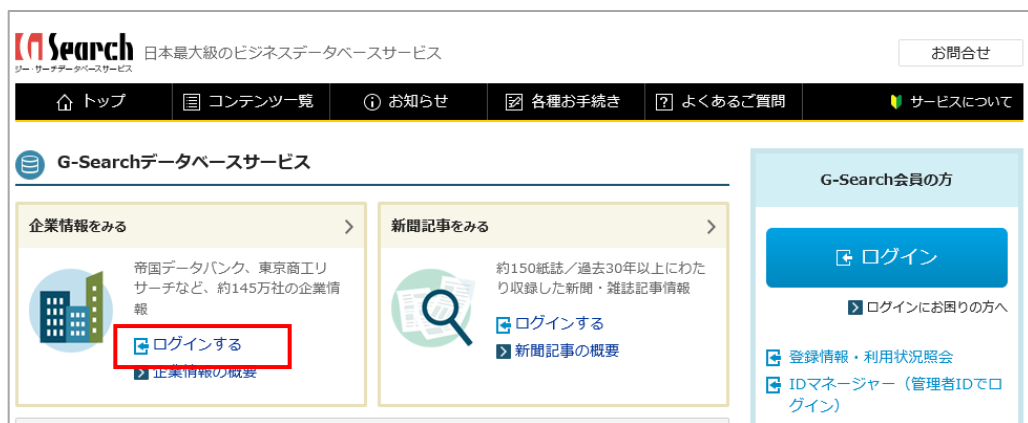 G Search 日本最大級のビジネスデータベースサービス
ジー・サーチデータベースサービス
お問合せ
トップ
コンテンツ一覧
お知らせ
各種お手続き
よくあるご質問
サービスについて
G-Searchデータベースサービス
企業情報をみる
帝国データバンク、東京商工リ
サーチなど、約145万社の企業情
報
ログインする
企業情報の概要
新聞記事をみる
約150紙誌／過去30年以上にわた
り収録した新聞・雑誌記事情報
ログインする
新聞記事の概要
G-Search会員の方
ログイン
ログインにお困りの方へ
登録情報・利用状況照会
IDマネージャー（管理者IDでロ
グイン）